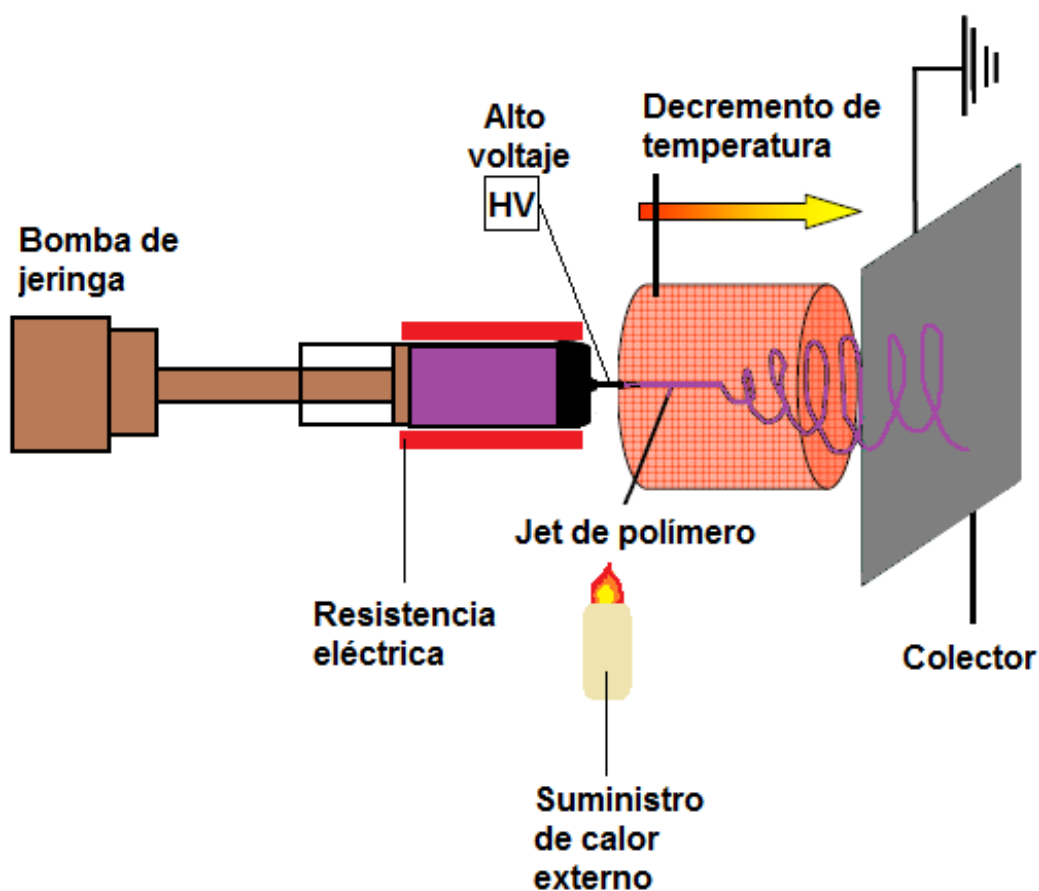 Decremento de
temperatura
Alto
voltaje
HV
Bomba de
jeringa
Jet de polímero
Resistencia
eléctrica
Colector
Suministro
de calor
externo